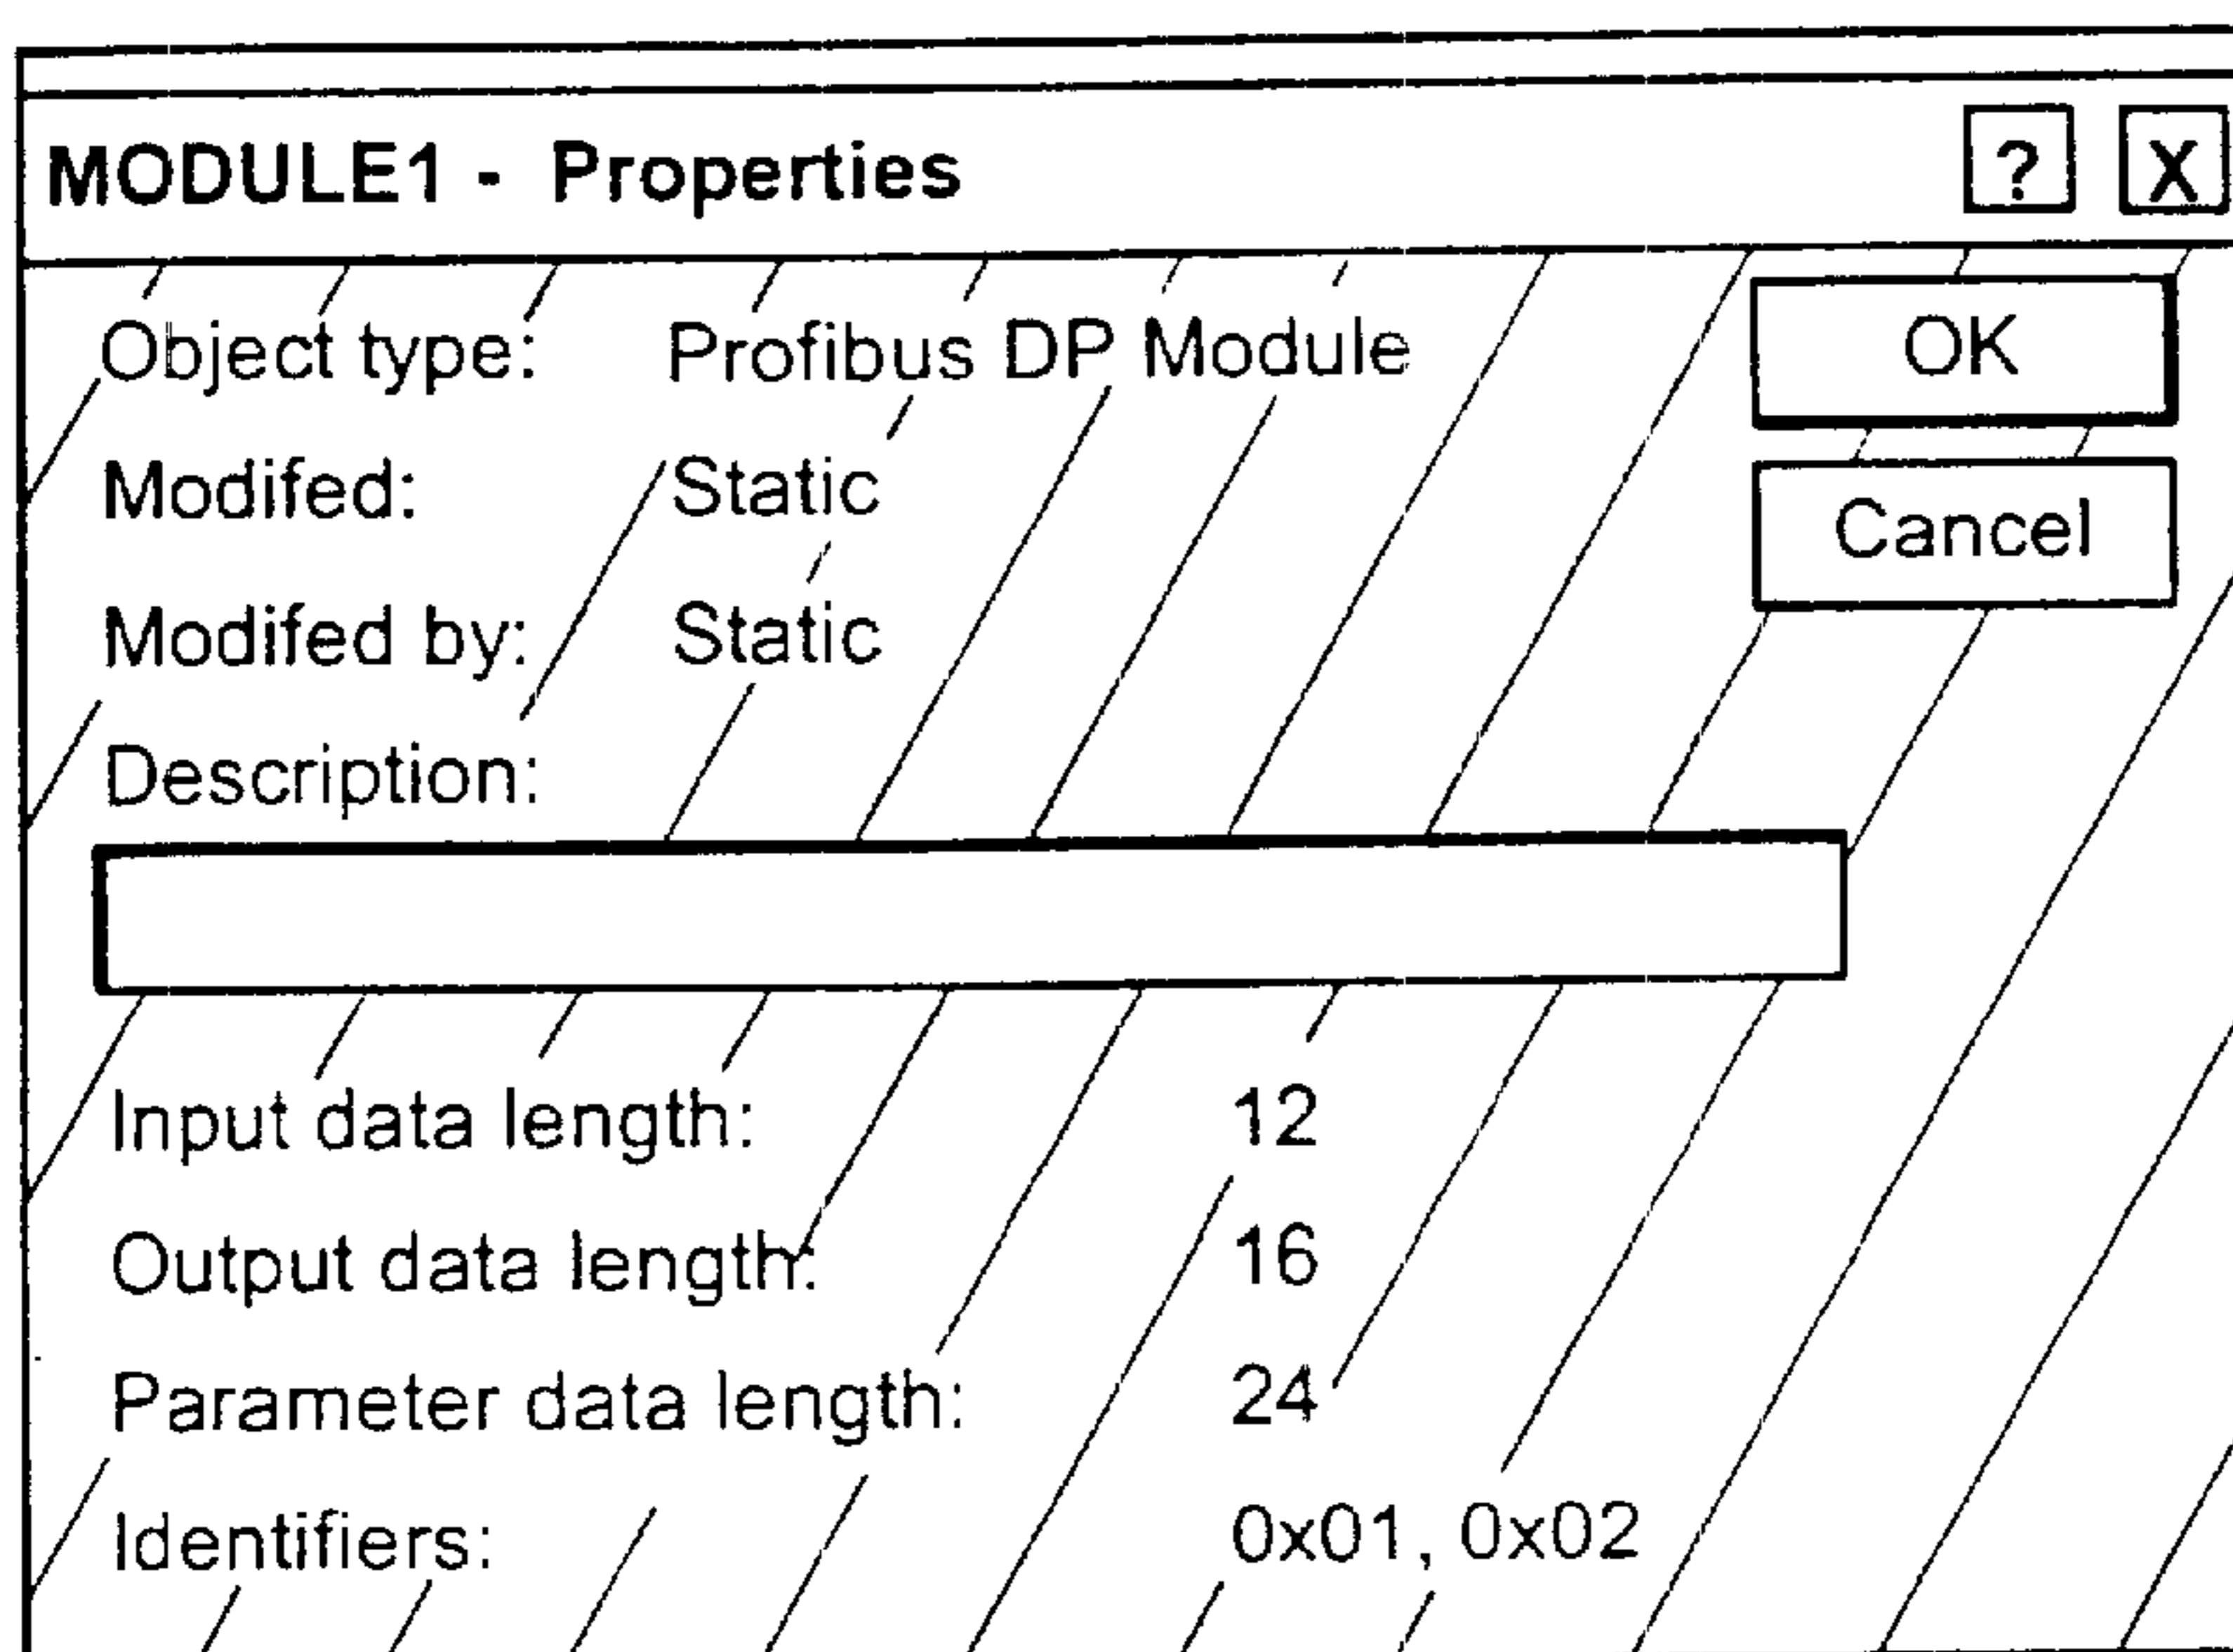 MODULE1 - Properties ? X
Object type: Profibus DP Module OK
Modifed: Static
Cancel
Modifed by: Static
Description:
Input data length: 12
Output data length: 16
Parameter data length: 24
Identifiers: 0x01, 0x02